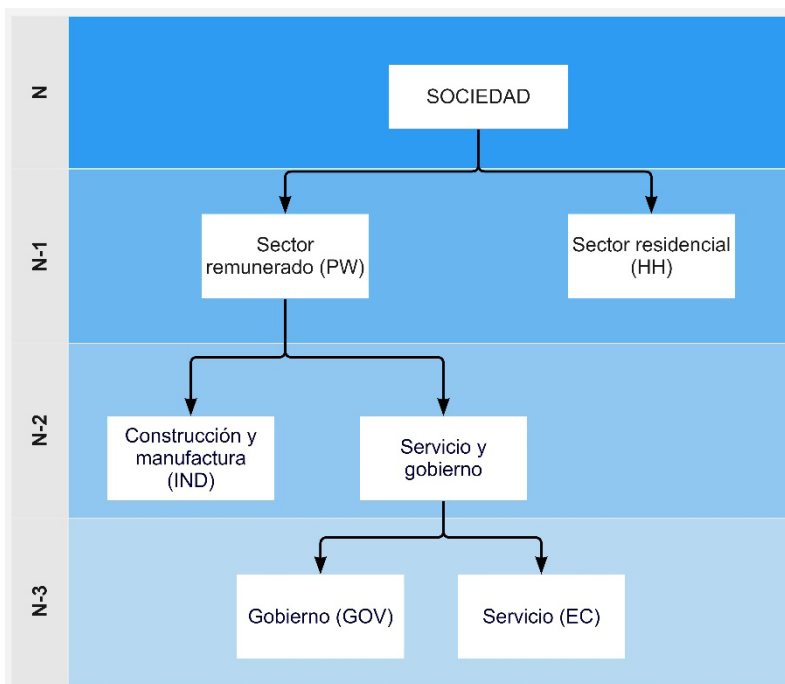 N
SOCIEDAD
N-1
Sector
remunerado (PW)
Sector residencial
(HH)
N-2
Construcción y
manufactura
(IND)
Servicio y
gobierno
N-3
Gobierno (GOV)
Servicio (EC)